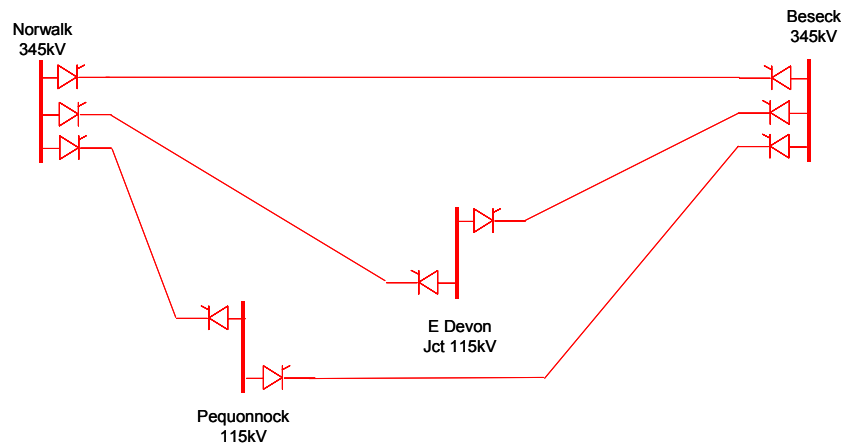 Norwalk
345kV
Beseck
345kV
E Devon
Jct 115kV
Pequonnock
115kV